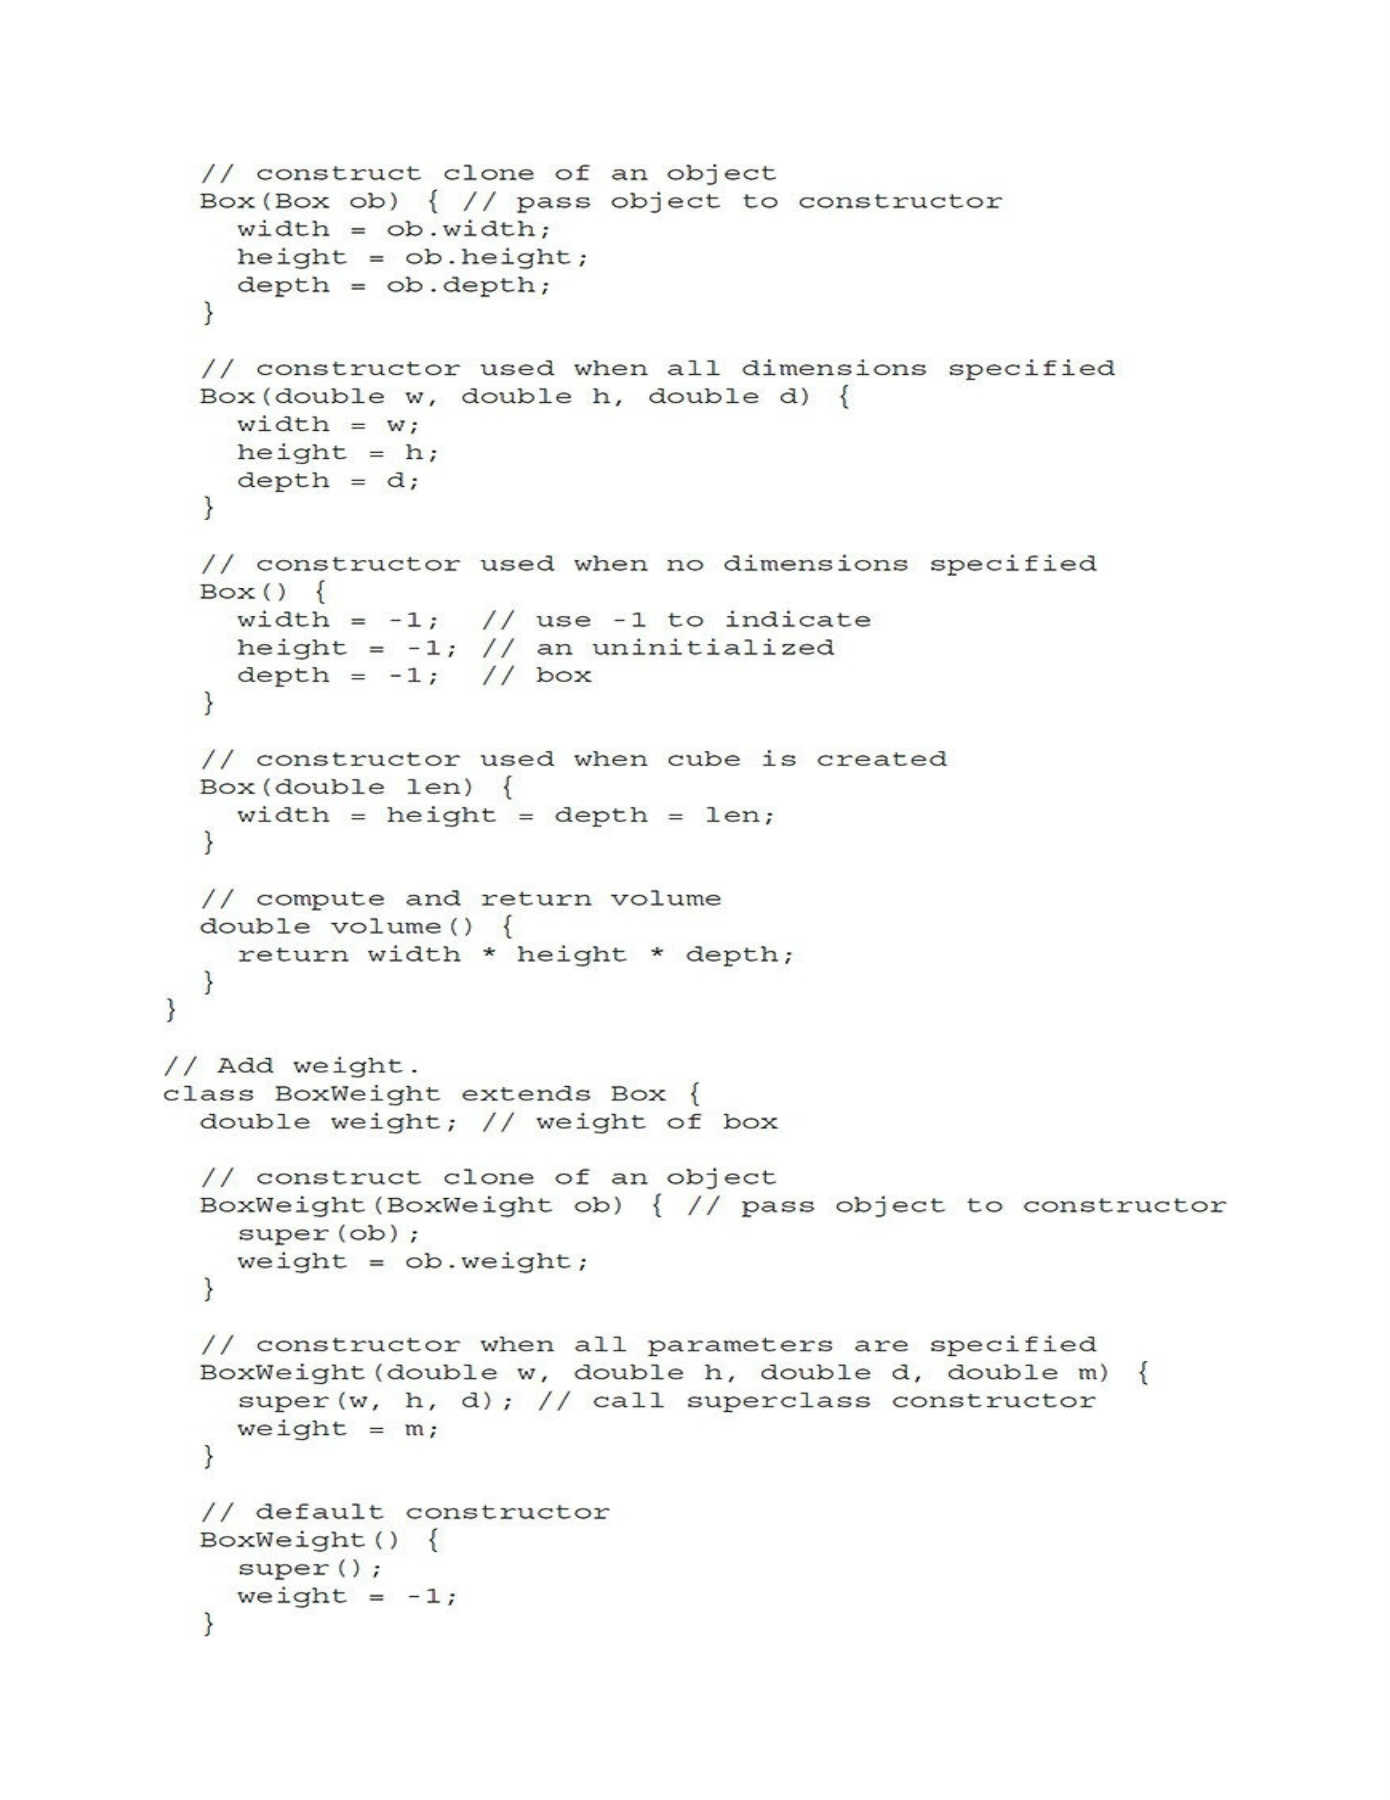 // construct clone of an object
Box(Box ob) { // pass object to constructor
width = ob.width;
height = ob.height;
depth = ob.depth;
}
// constructor used when all dimensions specified
Box(double w, double h, double d) {
width = w;
height = h;
depth = d;
}
// constructor used when no dimensions specified
Box() {
width = -1; // use -1 to indicate
height = -1; // an uninitialized
depth = -1; // box
}
// constructor used when cube is created
Box(double len) {
width = height = depth = len;
}
// compute and return volume
double volume() {
return width * height * depth;
}
}
// Add weight.
class BoxWeight extends Box {
double weight; // weight of box
// construct clone of an object
BoxWeight(BoxWeight ob) { // pass object to constructor
super(ob);
weight = ob.weight;
}
// constructor when all parameters are specified
BoxWeight(double w, double h, double d, double m) {
super(w, h, d); // call superclass constructor
weight = m;
}
// default constructor
BoxWeight() {
super();
weight = -1;
}